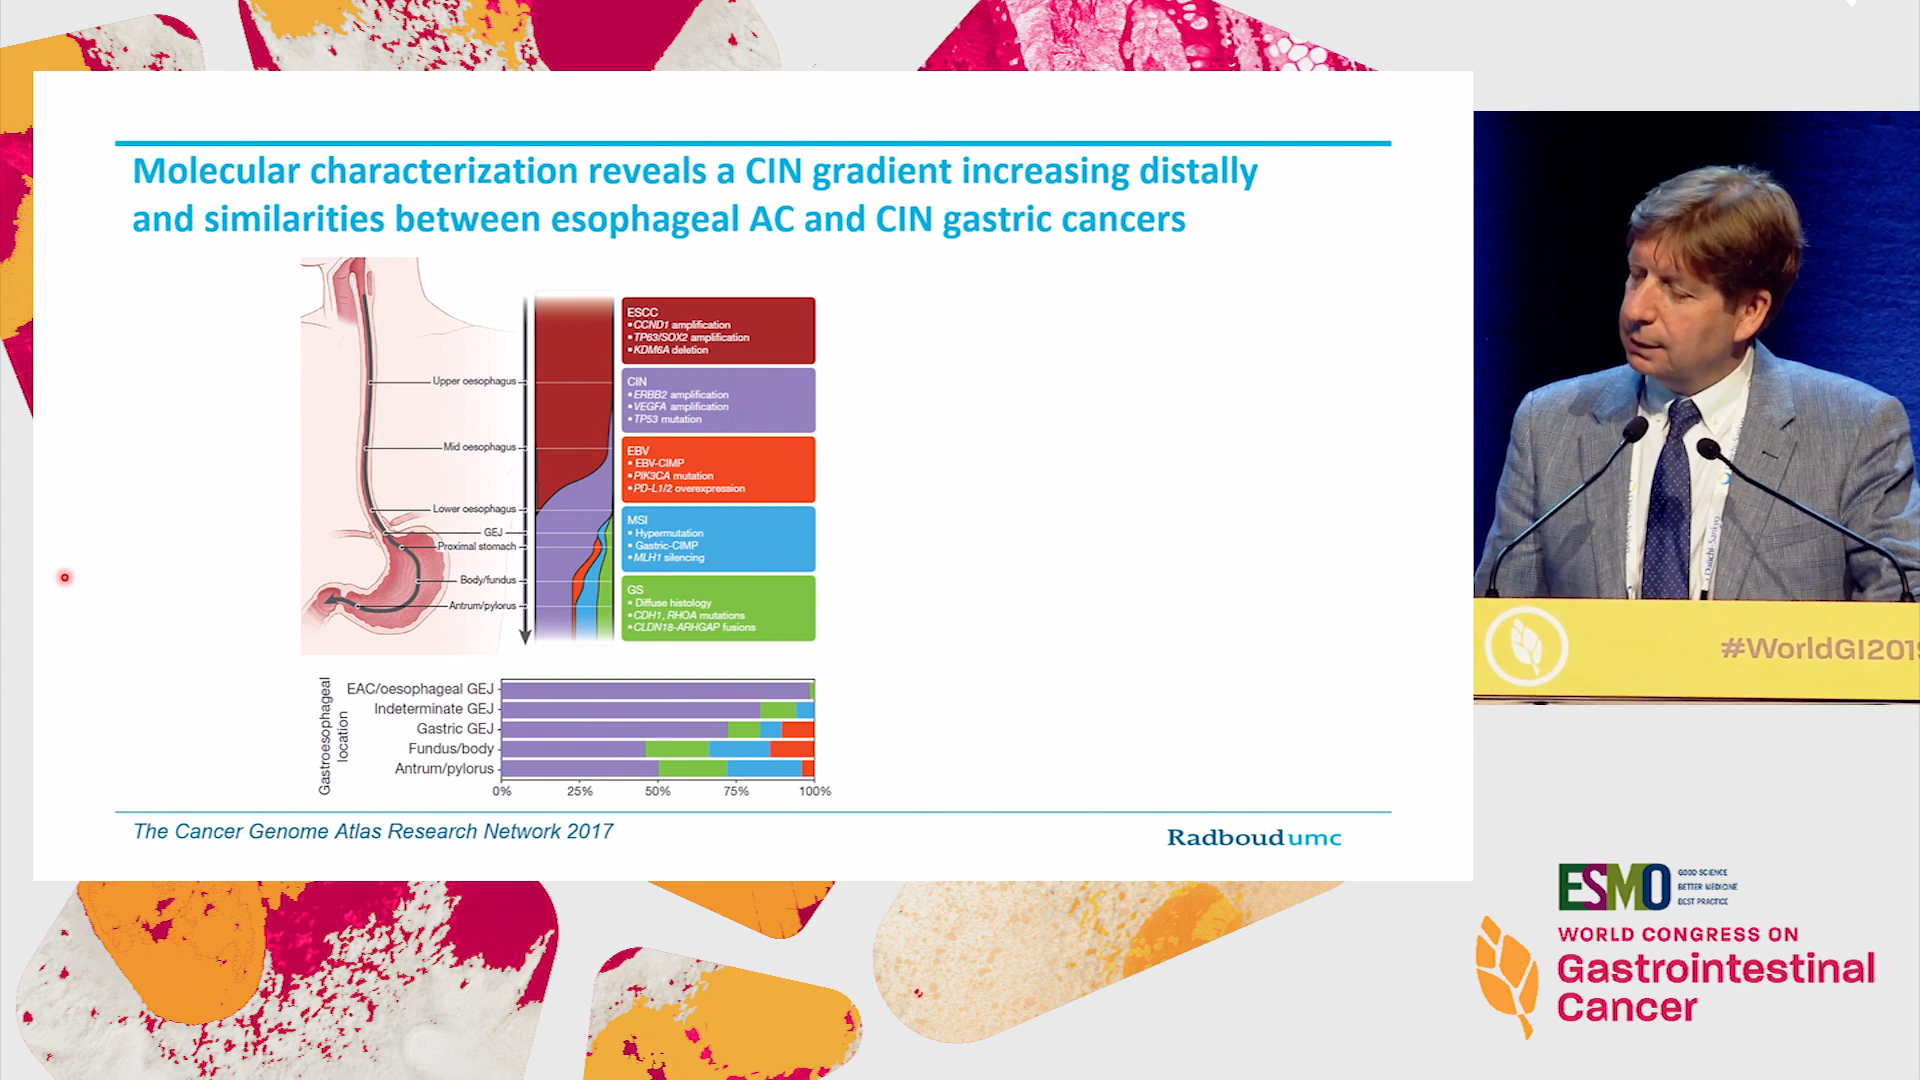 Molecular characterization reveals a CIN gradient increasing distally
and similarities between esophageal AC and CIN gastric cancers
Upper oesophagus
Mid oesophagus
Lower oesophagus
GEJ
Proximal stomach
Body/fundus
Antrum/pylorus
ESCC
• CCND1 amplification
• TP63/SOX2 amplification
• KDM6A deletion
CIN
• ERBB2 amplification
• VEGFA amplification
• TP53 mutation
EBV
• EBV-CIMP
• PIK3CA mutation
• PD-L1/2 overexpression
MSI
• Hypermutation
• Gastric-CIMP
• MLH1 silencing
GS
• Diffuse histology
• CDH1, RHOA mutations
• CLDN18-ARHGAP fusions
Gastroesophageal
location
EAC/oesophageal GEJ
Indeterminate GEJ
Gastric GEJ
Fundus/body
Antrum/pylorus
0% 25% 50% 75% 100%
The Cancer Genome Atlas Research Network 2017
Radboudumc
Daiichi-Sankyo
#WorldGI201
ESMO
GOOD SCIENCE
BETTER MEDICINE
BEST PRACTICE
WORLD CONGRESS ON
Gastrointestinal
Cancer